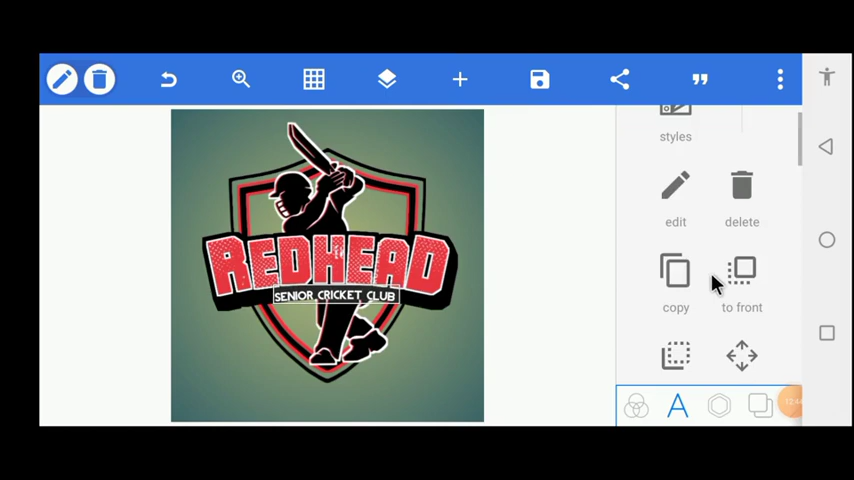 styles
edit
delete
REDHEAD
SENIOR CRICKET CLUB
copy
to front
A